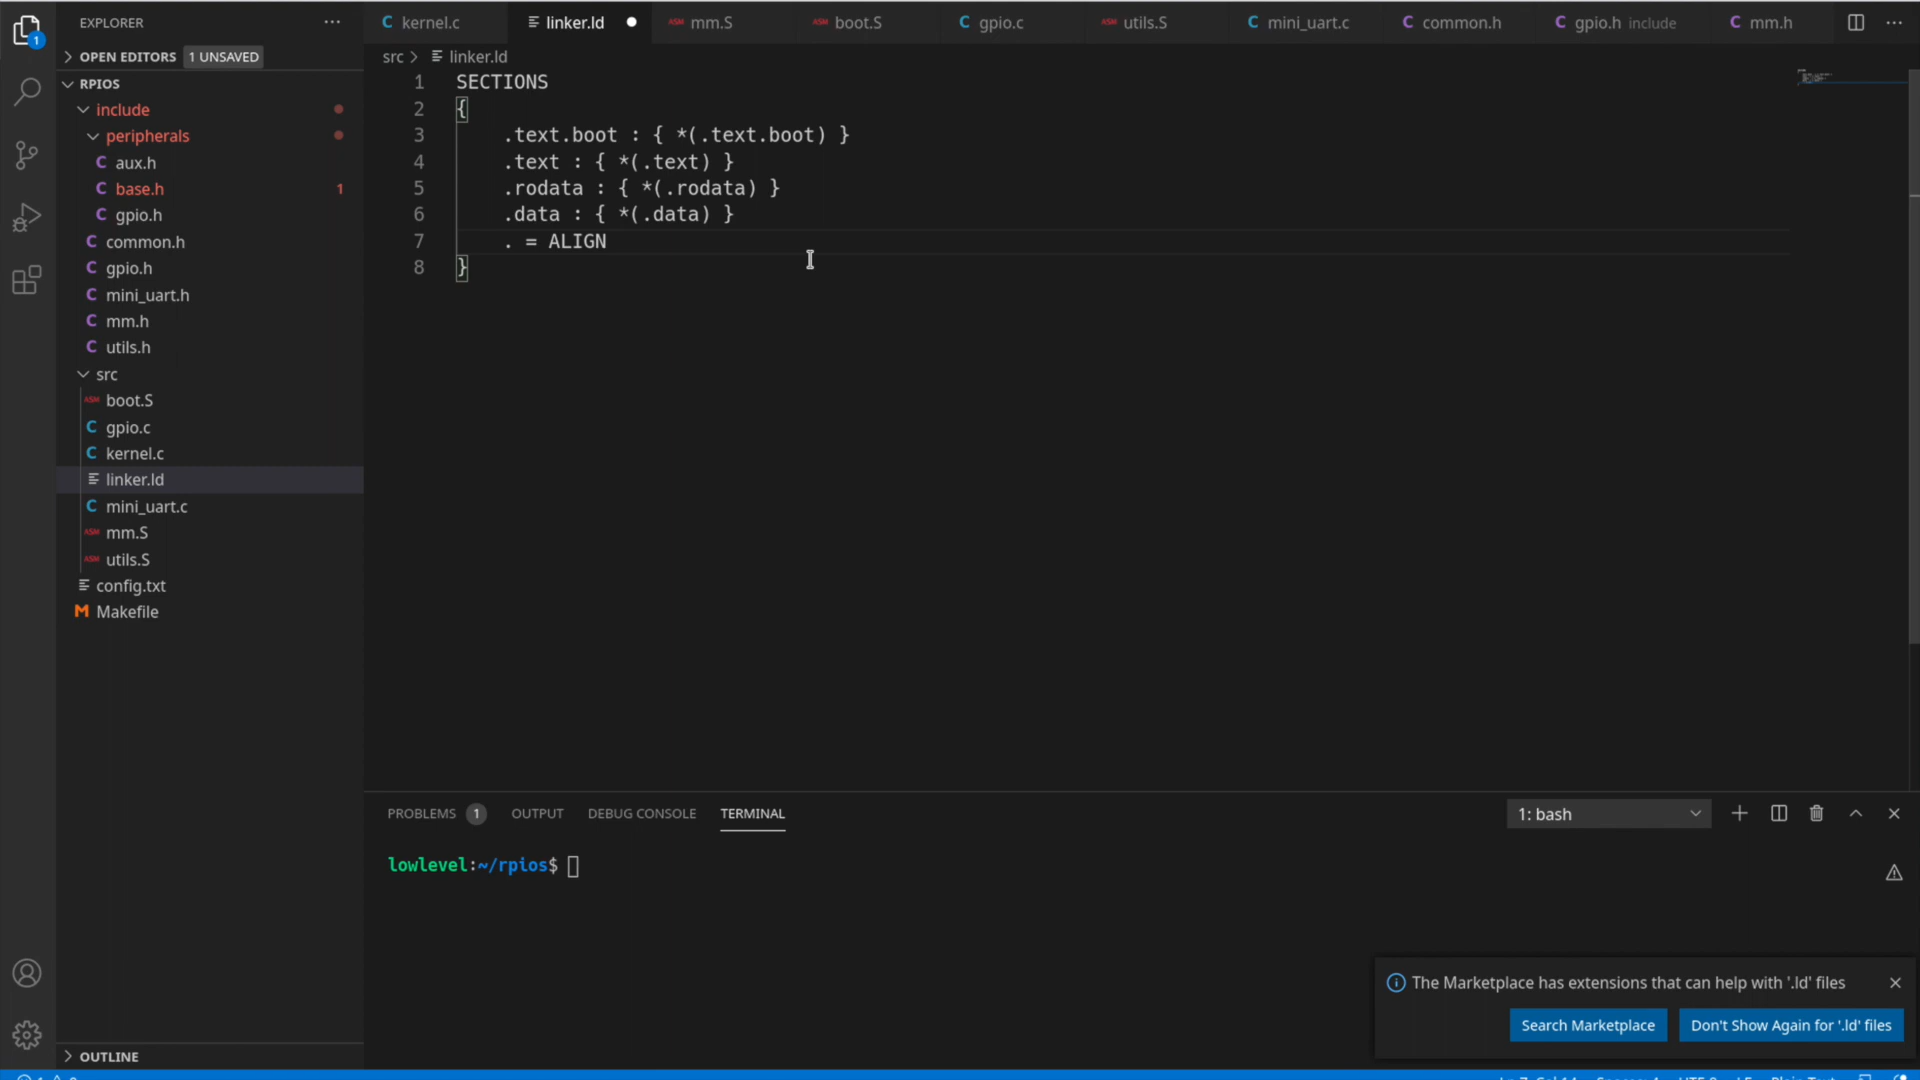 EXPLORER
OPEN EDITORS 1 UNSAVED
RPIOS
include
peripherals
aux.h
base.h 1
gpio.h
common.h
gpio.h
mini_uart.h
mm.h
utils.h
src
boot.S
gpio.c
kernel.c
linker.ld
mini_uart.c
mm.S
utils.S
config.txt
Makefile
OUTLINE
kernel.c linker.ld mm.S boot.S gpio.c utils.S mini_uart.c common.h gpio.h include mm.h
src > linker.ld
1 SECTIONS
2 {
3 .text.boot : { *(.text.boot) }
4 .text : { *(.text) }
5 .rodata : { *(.rodata) }
6 .data : { *(.data) }
7 . = ALIGN
8 }
PROBLEMS 1 OUTPUT DEBUG CONSOLE TERMINAL 1: bash
lowlevel:~/rpios$
The Marketplace has extensions that can help with '.ld' files
Search Marketplace Don't Show Again for '.ld' files